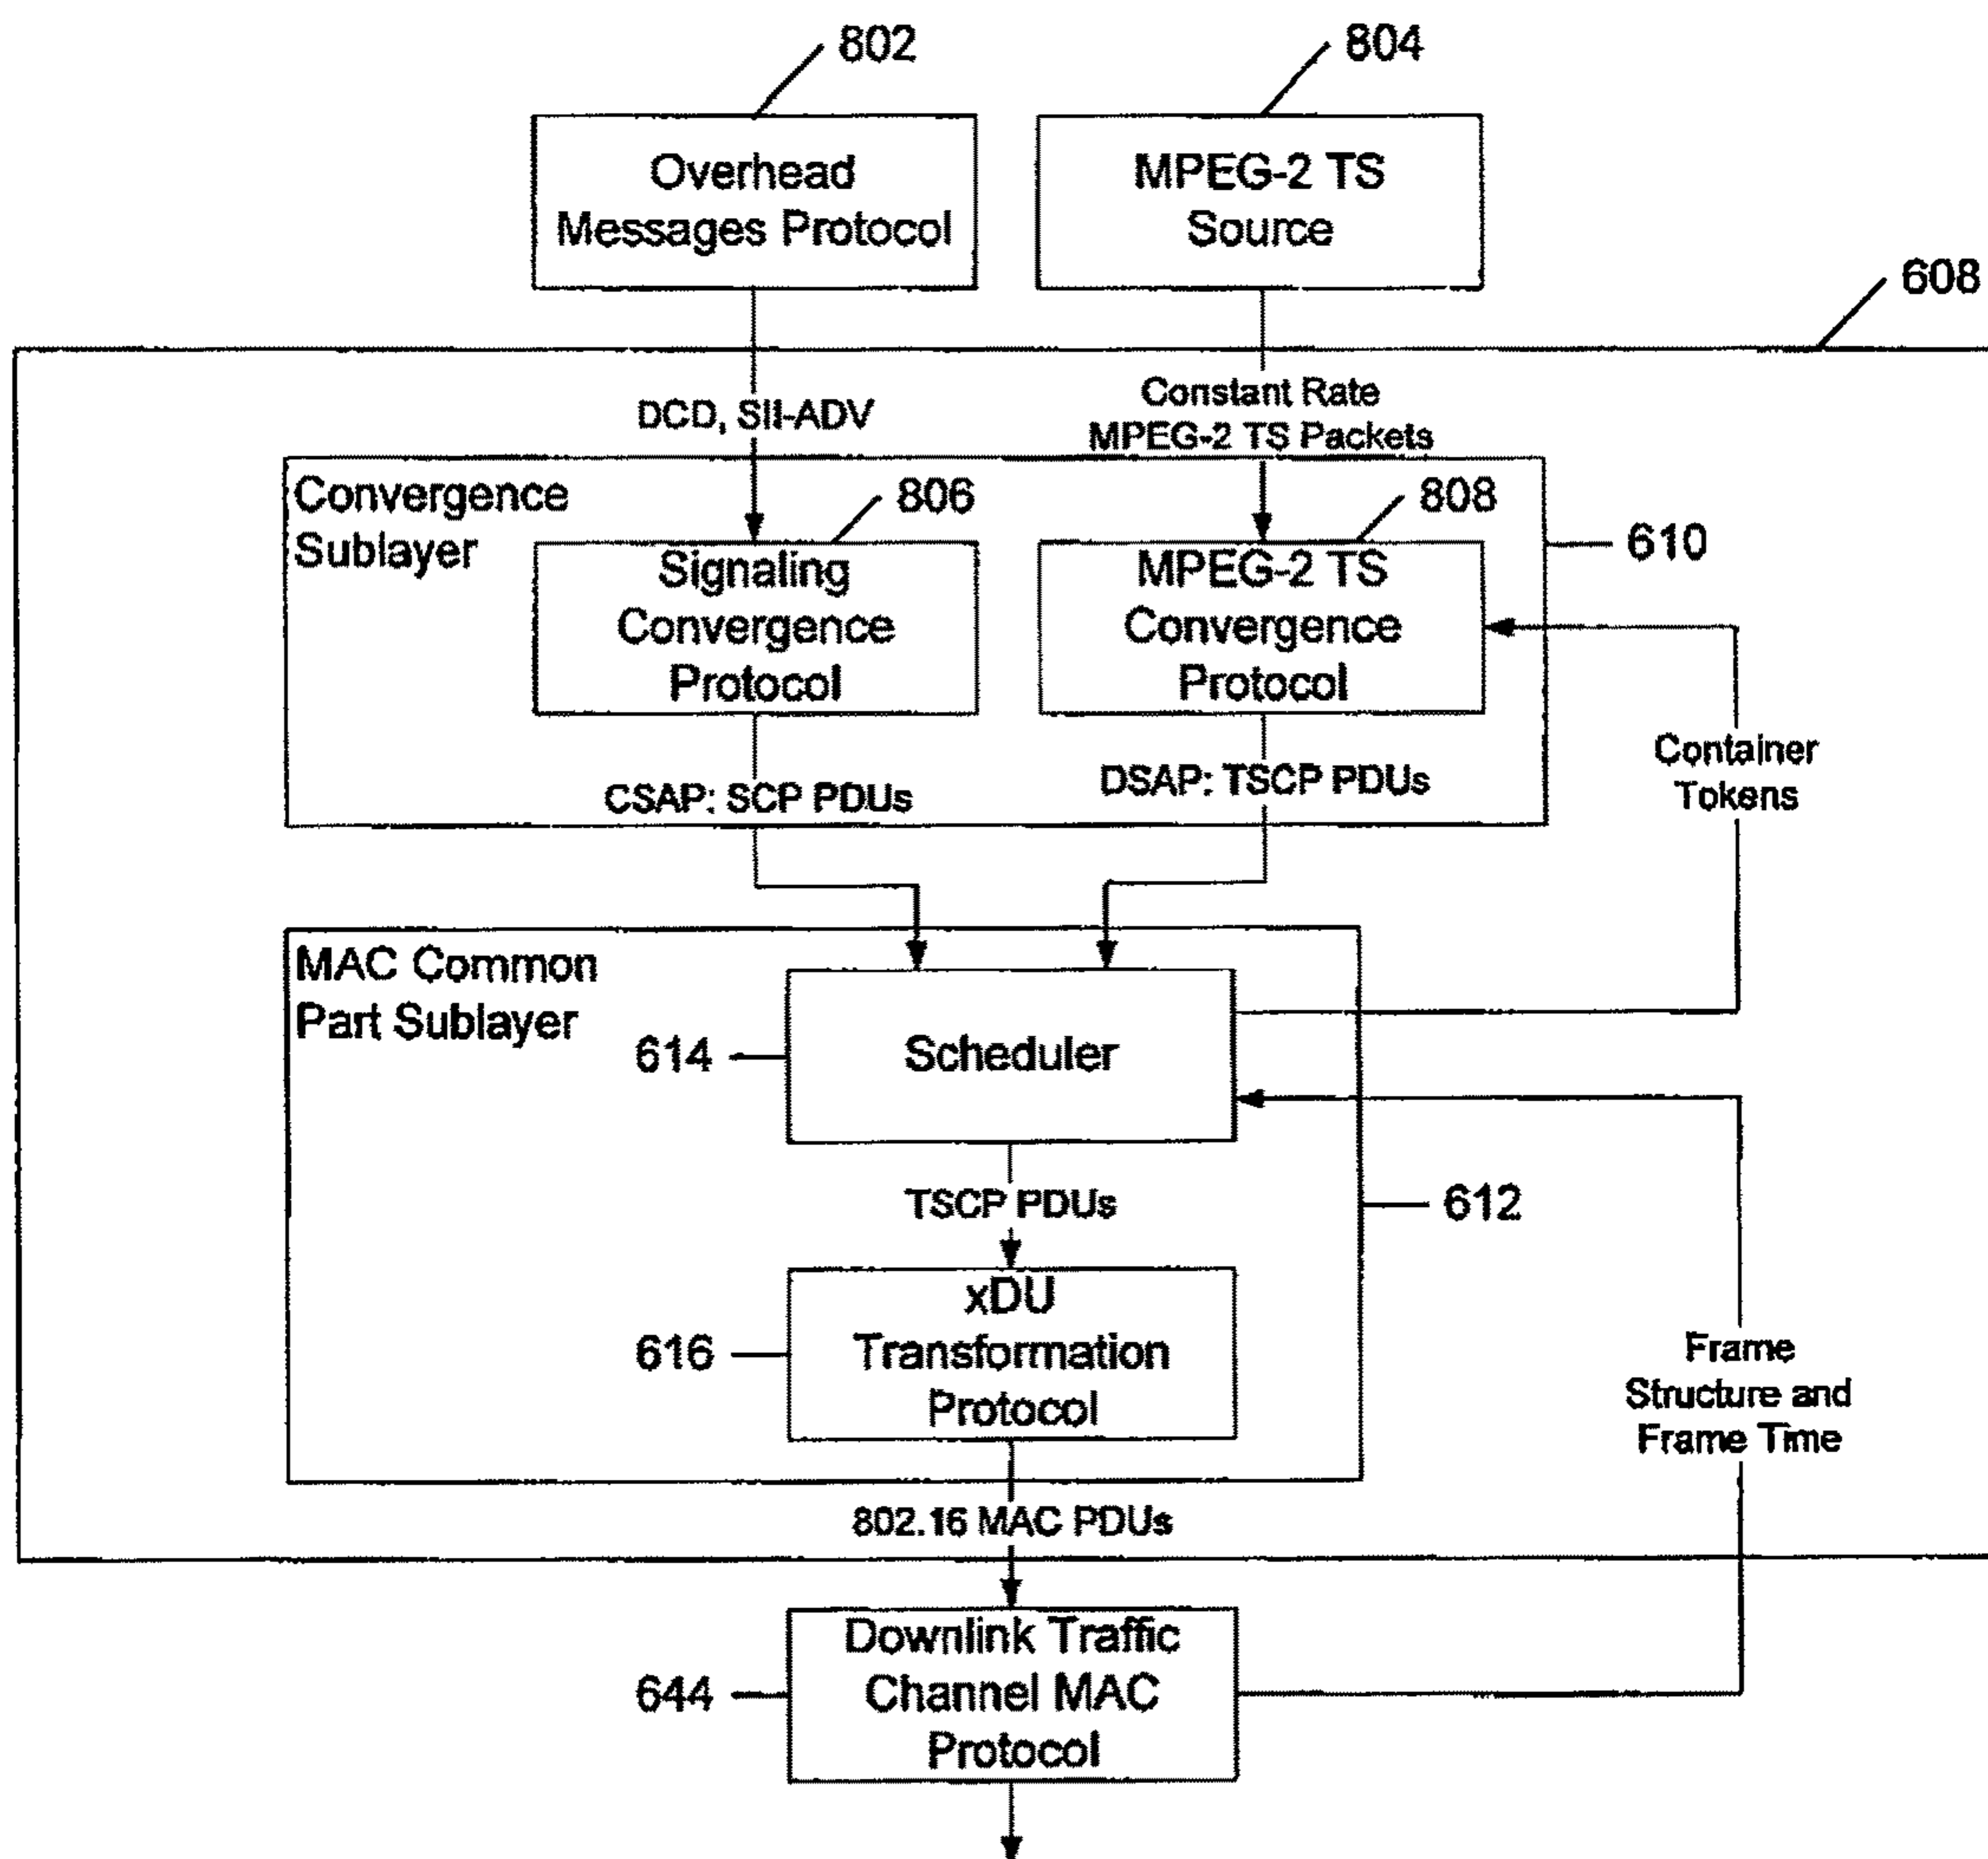 802
804
Overhead
Messages Protocol
MPEG-2 TS
Source
608
DCD, SII-ADV
Constant Rate
MPEG-2 TS Packets
Convergence
Sublayer
806
808
610
Signaling
Convergence
Protocol
MPEG-2 TS
Convergence
Protocol
Container
Tokens
CSAP: SCP PDUs
DSAP: TSCP PDUs
MAC Common
Part Sublayer
614
Scheduler
TSCP PDUs
612
616
xDU
Transformation
Protocol
Frame
Structure and
Frame Time
802.16 MAC PDUs
644
Downlink Traffic
Channel MAC
Protocol